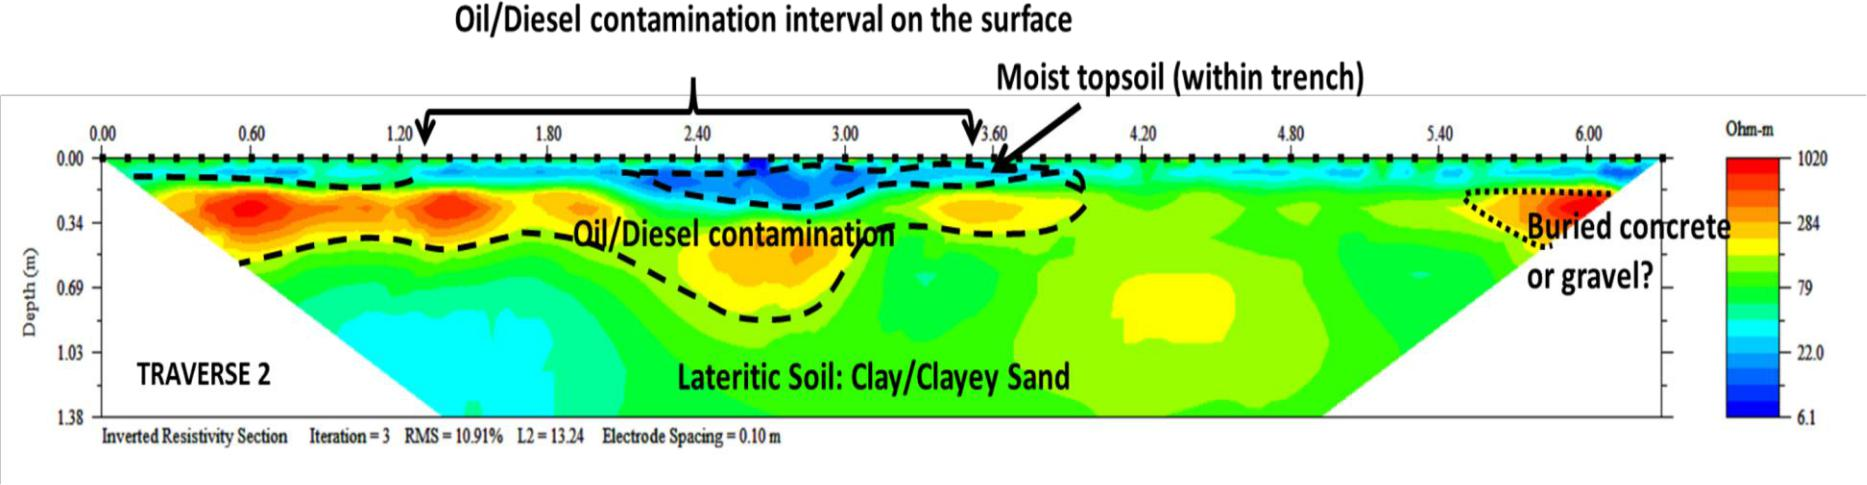 Oil/Diesel contamination interval on the surface
Moist topsoil (within trench)
0.00 0.60 1.20 1.80 2.40 3.00 3.60 4.20 4.80 5.40 6.00
Ohm-m
0.00
0.34
0.69
1.03
1.38
Depth (m)
1020
284
79
22.0
6.1
Oil/Diesel contamination
Buried concrete
or gravel?
TRAVERSE 2
Lateritic Soil: Clay/Clayey Sand
Inverted Resistivity Section Iteration = 3 RMS = 10.91% L2 = 13.24 Electrode Spacing = 0.10 m